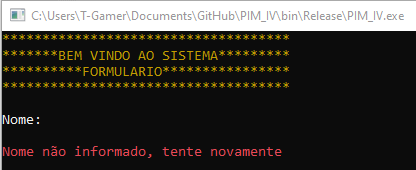 C:\Users\T-Gamer\Documents\GitHub\PIM_IV\bin\Release\PIM_IV.exe
************************************
*******BEM VINDO AO SISTEMA*********
**********FORMULARIO****************
************************************
Nome:
Nome não informado, tente novamente